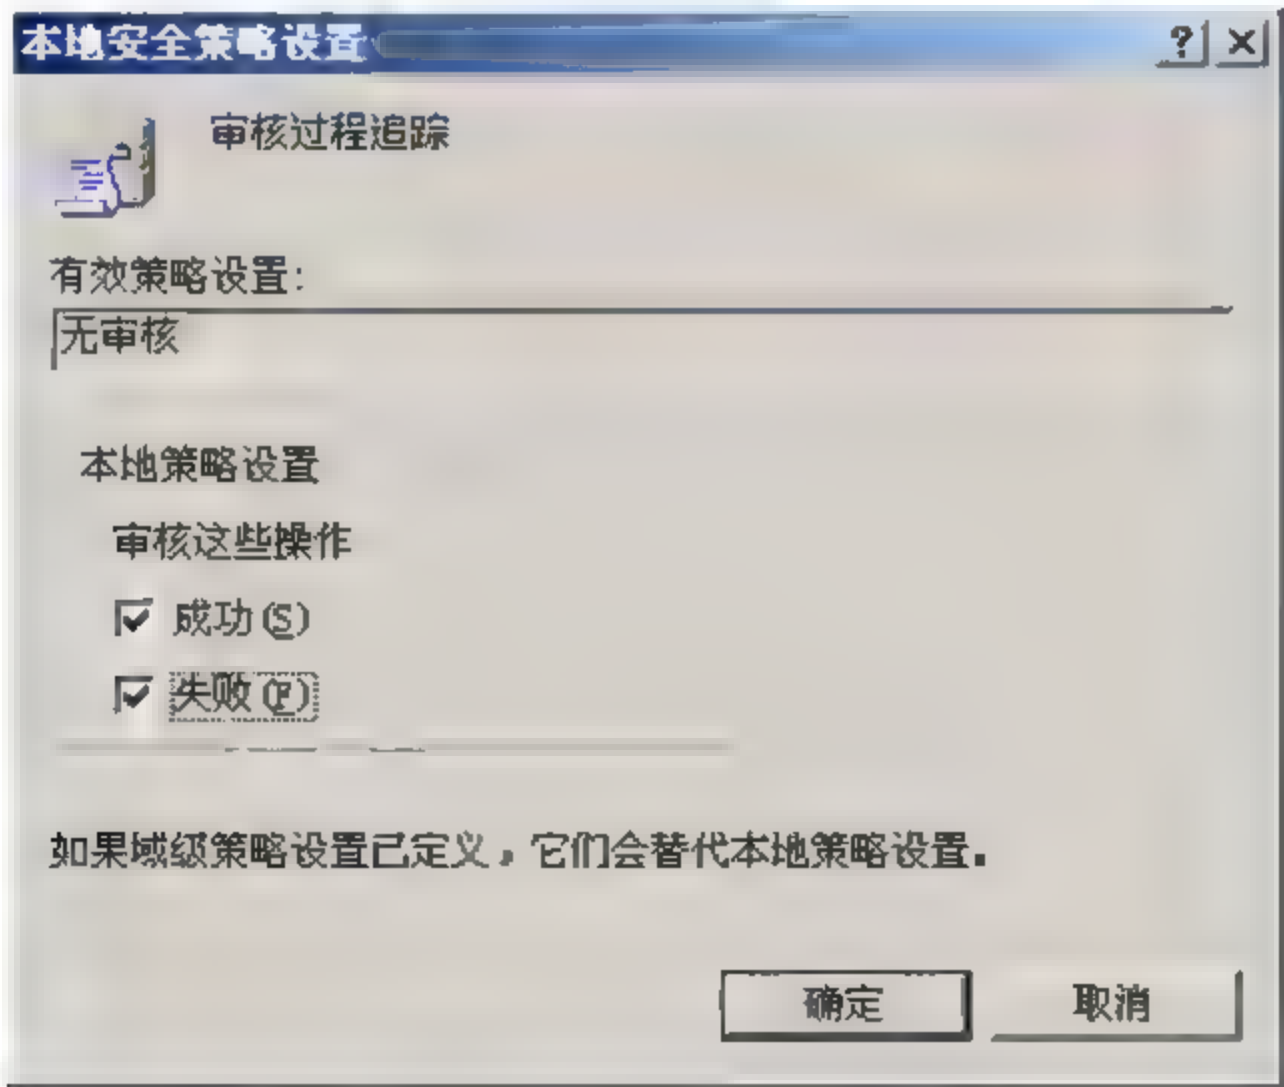 本地安全策略设置
审核过程追踪
有效策略设置:
无审核
本地策略设置
审核这些操作
成功(S)
失败(F)
如果域级策略设置已定义，它们会替代本地策略设置。
确定 取消